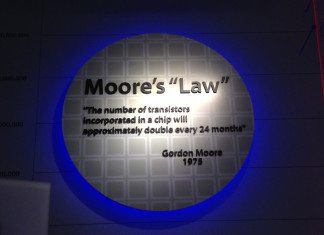 Moore's "Law"
"The number of transistors
incorporated in a chip will
approximately double every 24 months"
Gordon Moore
1975